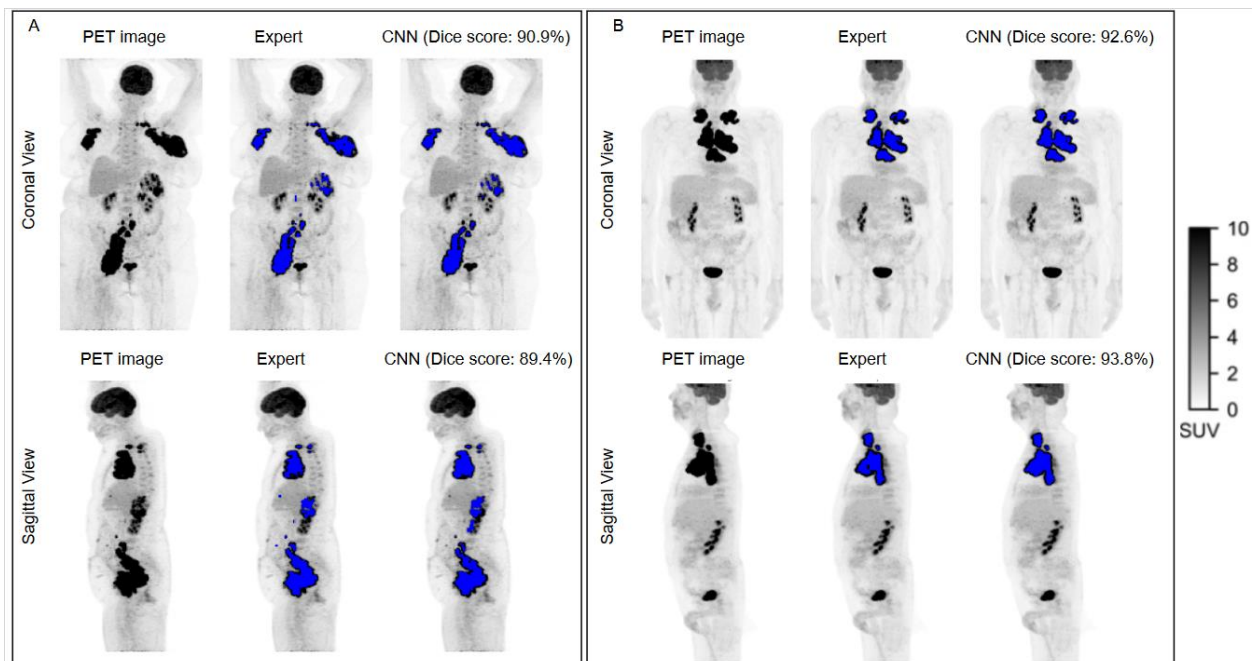 A
PET image
Expert
CNN (Dice score: 90.9%)
Coronal View
PET image
Expert
CNN (Dice score: 89.4%)
Sagittal View
B
PET image
Expert
CNN (Dice score: 92.6%)
Coronal View
PET image
Expert
CNN (Dice score: 93.8%)
Sagittal View
10
8
6
4
2
0
SUV